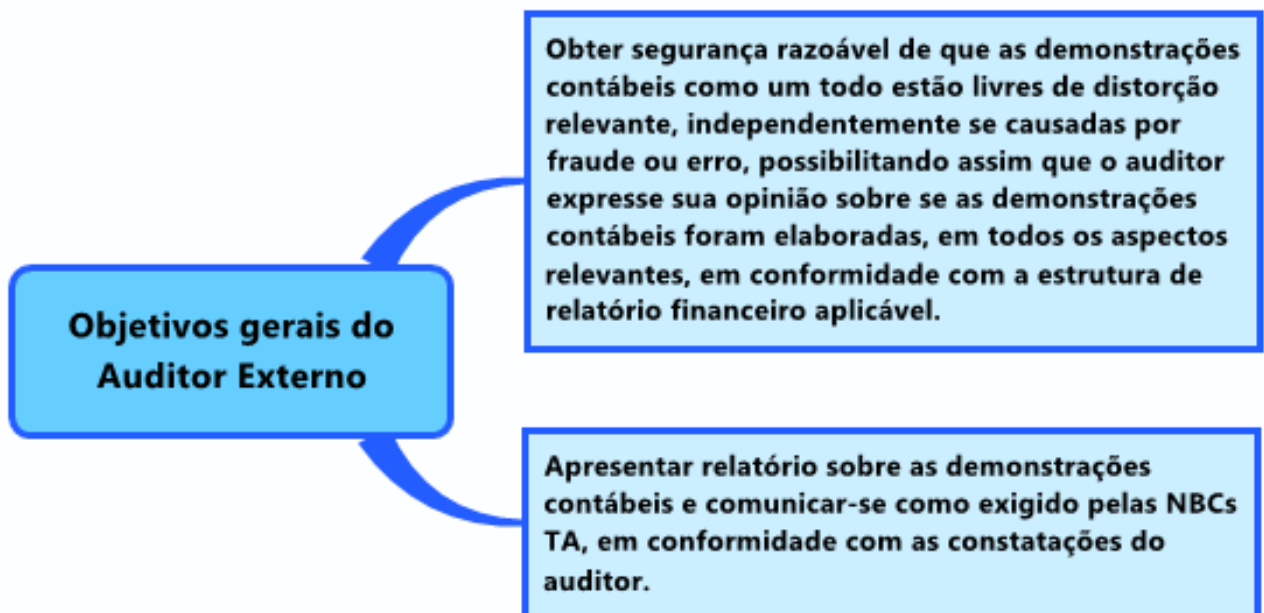 Obter segurança razoável de que as demonstrações
contábeis como um todo estão livres de distorção
relevante, independentemente se causadas por
fraude ou erro, possibilitando assim que o auditor
expresse sua opinião sobre se as demonstrações
contábeis foram elaboradas, em todos os aspectos
relevantes, em conformidade com a estrutura de
relatório financeiro aplicável.
Objetivos gerais do
Auditor Externo
Apresentar relatório sobre as demonstrações
contábeis e comunicar-se como exigido pelas NBCs
TA, em conformidade com as constatações do
auditor.